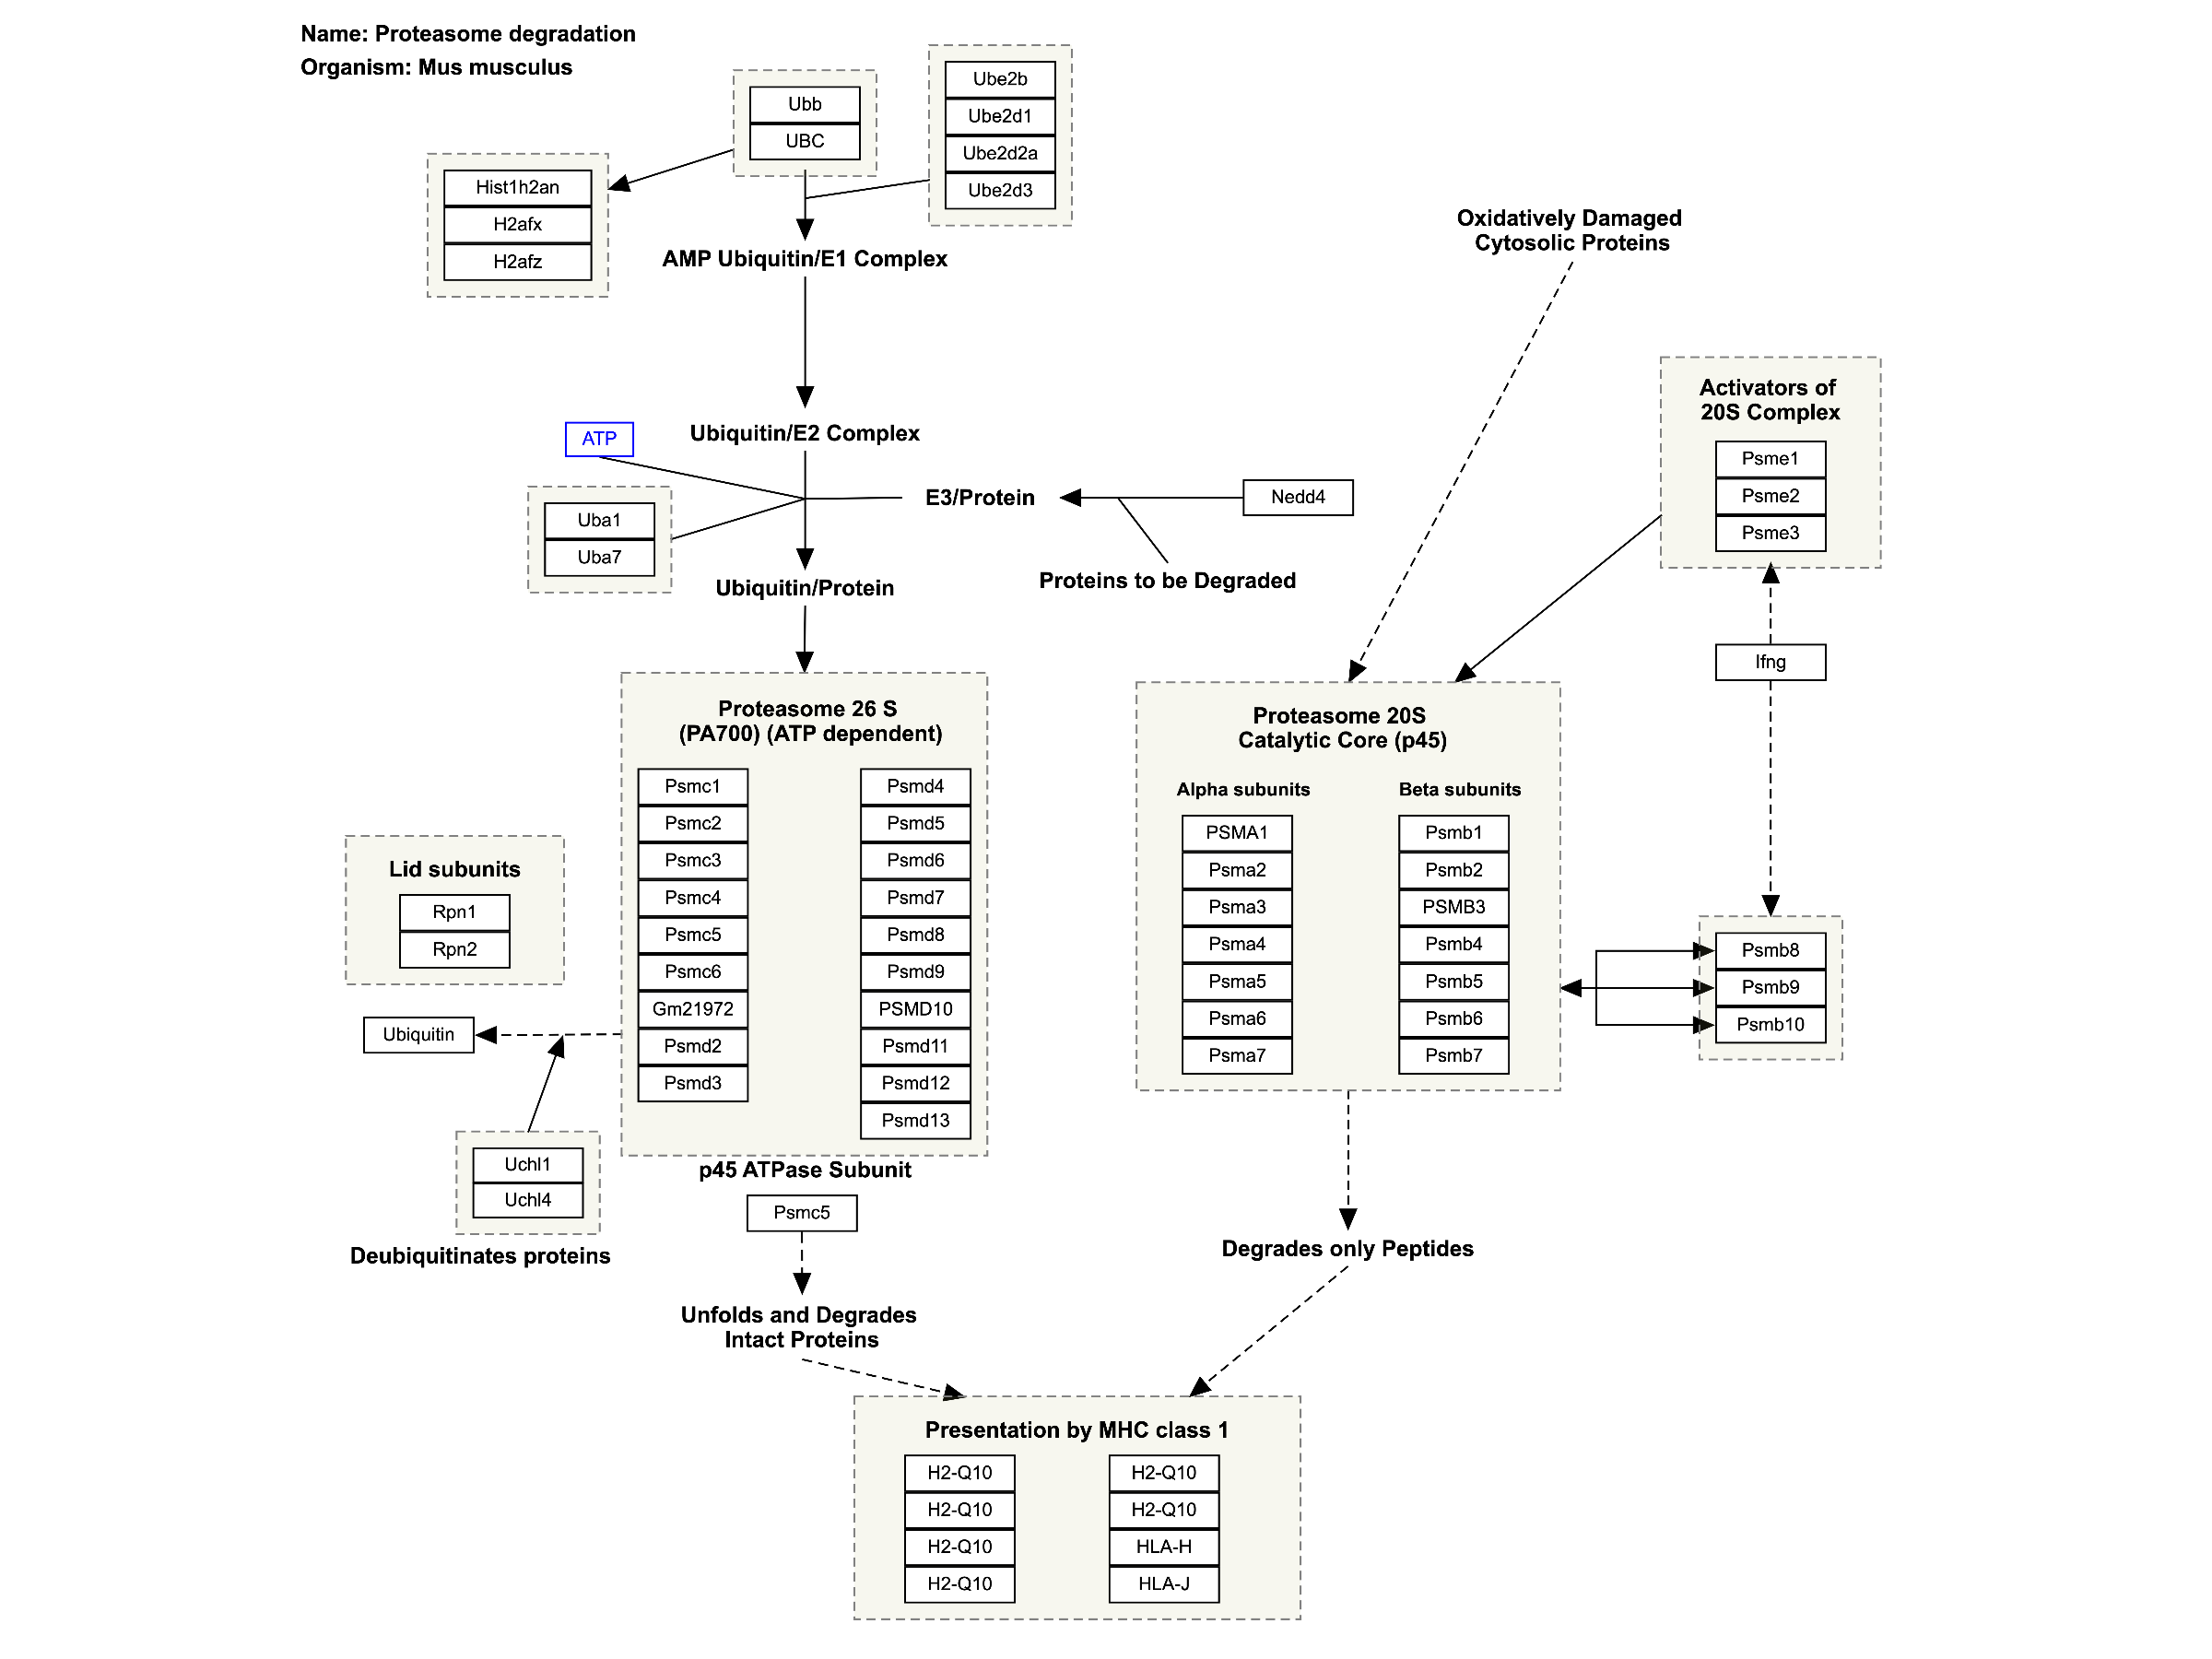 Name: Proteasome degradation
Organism: Mus musculus
Ubb
UBC
Ube2b
Ube2d1
Ube2d2a
Ube2d3
Hist1h2an
H2afx
H2afz
AMP Ubiquitin/E1 Complex
Oxidatively Damaged
Cytosolic Proteins
Activators of
20S Complex
Psme1
Psme2
Psme3
ATP
Ubiquitin/E2 Complex
Uba1
Uba7
E3/Protein
Nedd4
Proteins to be Degraded
Ubiquitin/Protein
Ifng
Proteasome 26 S
(PA700) (ATP dependent)
Psmc1
Psmc2
Psmc3
Psmc4
Psmc5
Psmc6
Gm21972
Psmd2
Psmd3
Psmd4
Psmd5
Psmd6
Psmd7
Psmd8
Psmd9
PSMD10
Psmd11
Psmd12
Psmd13
Proteasome 20S
Catalytic Core (p45)
Alpha subunits
PSMA1
Psma2
Psma3
Psma4
Psma5
Psma6
Psma7
Beta subunits
Psmb1
Psmb2
PSMB3
Psmb4
Psmb5
Psmb6
Psmb7
Psmb8
Psmb9
Psmb10
Lid subunits
Rpn1
Rpn2
Ubiquitin
Uchl1
Uchl4
Deubiquitinates proteins
p45 ATPase Subunit
Psmc5
Unfolds and Degrades
Intact Proteins
Degrades only Peptides
Presentation by MHC class 1
H2-Q10
H2-Q10
H2-Q10
H2-Q10
H2-Q10
H2-Q10
HLA-H
HLA-J